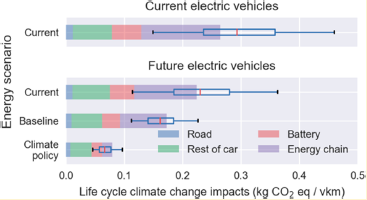 Current electric vehicles
Current
Future electric vehicles
Energy scenario
Current
Baseline
Climate
policy
Road
Rest of car
Battery
Energy chain
0.0 0.1 0.2 0.3 0.4 0.5
Life cycle climate change impacts (kg CO2 eq / vkm)